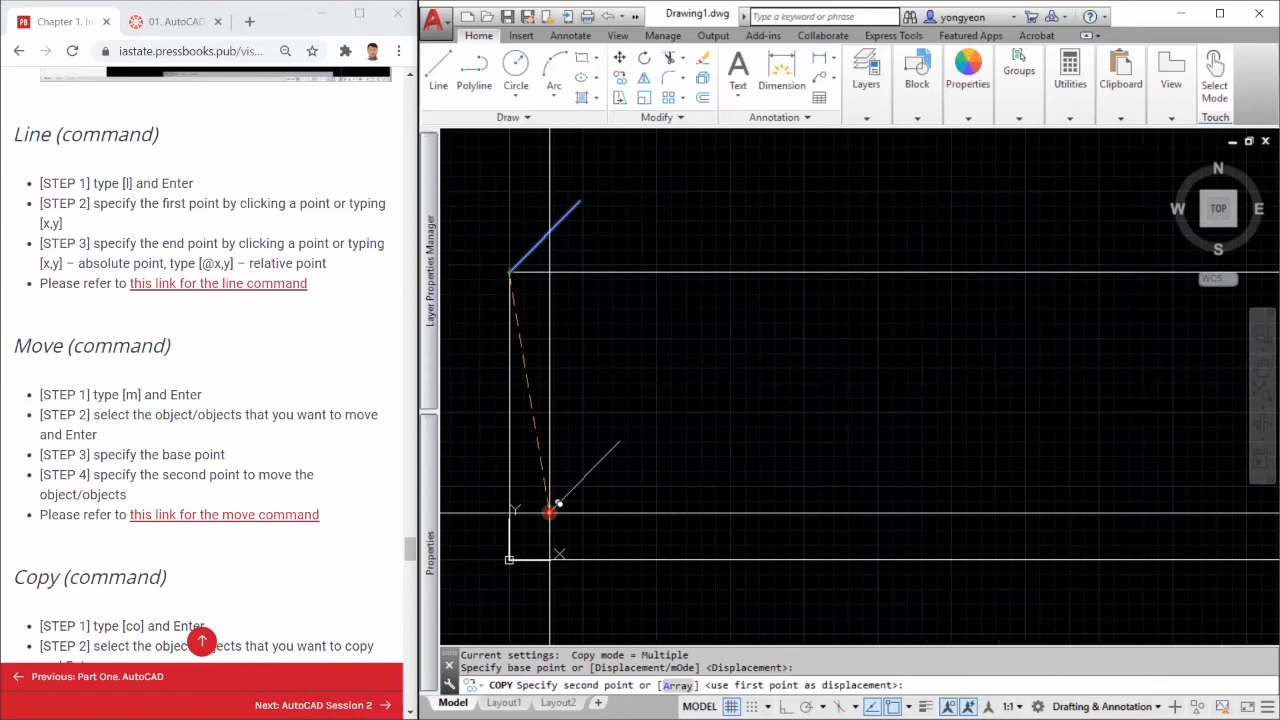 Chapter 1. In
01. AutoCAD
iastate.pressbooks.pub/vis...
Line (command)
[STEP 1] type [l] and Enter
[STEP 2] specify the first point by clicking a point or typing
[x,y]
[STEP 3] specify the end point by clicking a point or typing
[x,y] – absolute point, type [@x,y] – relative point
Please refer to this link for the line command
Move (command)
[STEP 1] type [m] and Enter
[STEP 2] select the object/objects that you want to move
and Enter
[STEP 3] specify the base point
[STEP 4] specify the second point to move the
object/objects
Please refer to this link for the move command
Copy (command)
[STEP 1] type [co] and Enter
[STEP 2] select the objec jects that you want to copy
Previous: Part One. AutoCAD
Next: AutoCAD Session 2
Drawing1.dwg
Type a keyword or phrase
yongyeon
Home Insert Annotate View Manage Output Add-ins Collaborate Express Tools Featured Apps Acrobat
Line Polyline Circle Arc
Text Dimension
Layers Block Properties Groups Utilities Clipboard View Select
Mode
Draw Modify Annotation Touch
Layer Properties Manager
Properties
N
W TOP E
S
WCS
Y
X
Current settings: Copy mode = Multiple
Specify base point or [Displacement/mOde] <Displacement>:
COPY Specify second point or [Array] <use first point as displacement>:
Model Layout1 Layout2 +
MODEL 1:1 Drafting & Annotation